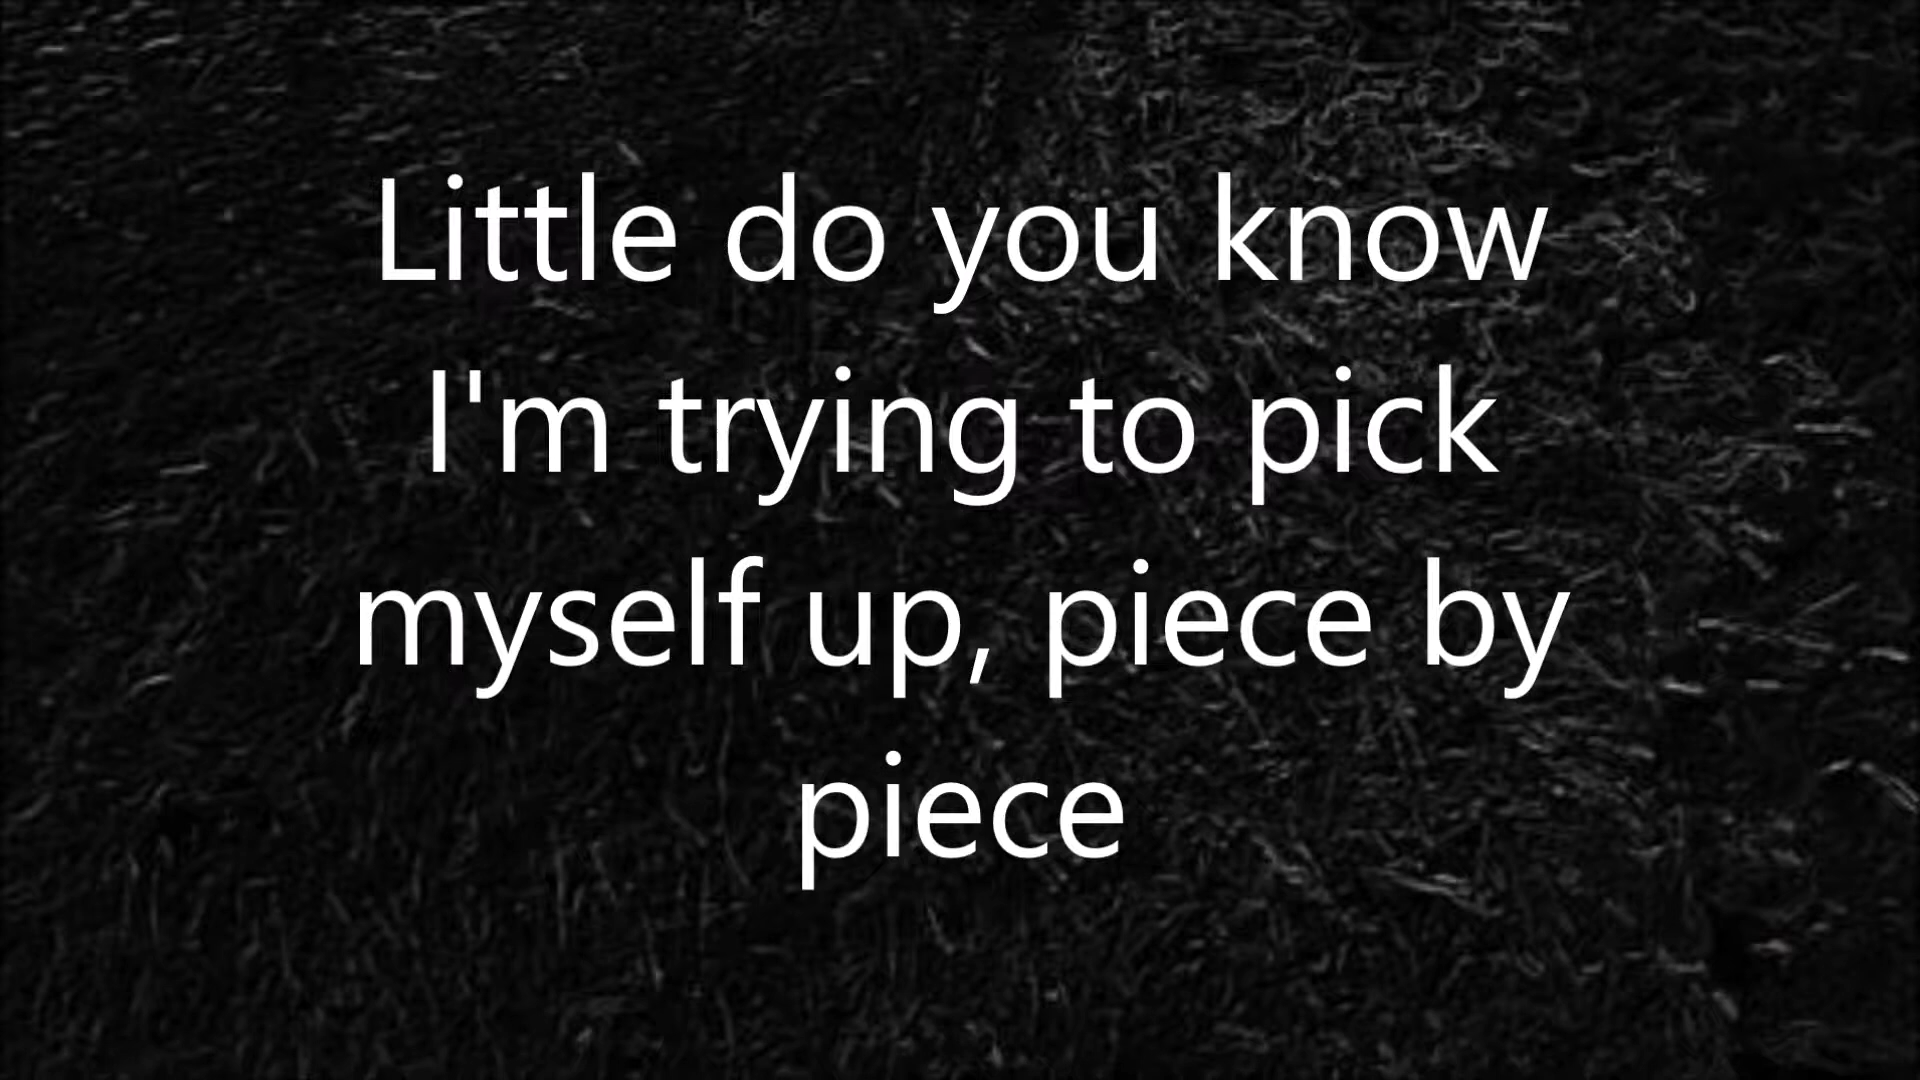 Little do you know
I'm trying to pick
myself up, piece by
piece